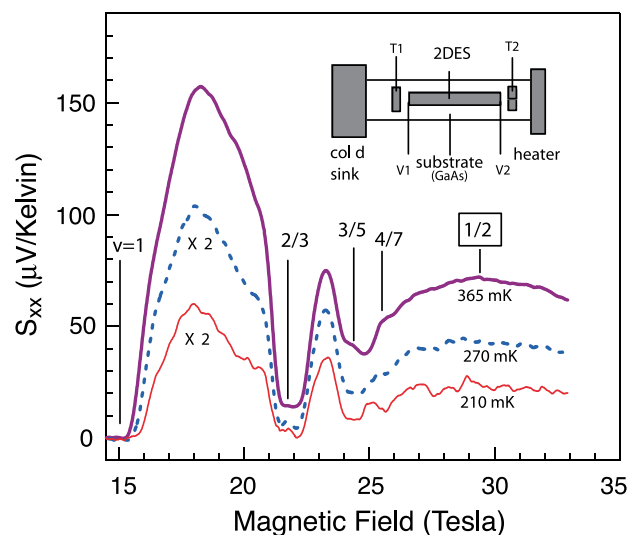 T1
2DES
T2
col d
sink
V1
substrate
(GaAs)
V2
heater
150
100
50
0
Sxx (μV/Kelvin)
ν=1
X 2
X 2
2/3
3/5
4/7
1/2
365 mK
270 mK
210 mK
15
20
25
30
35
Magnetic Field (Tesla)